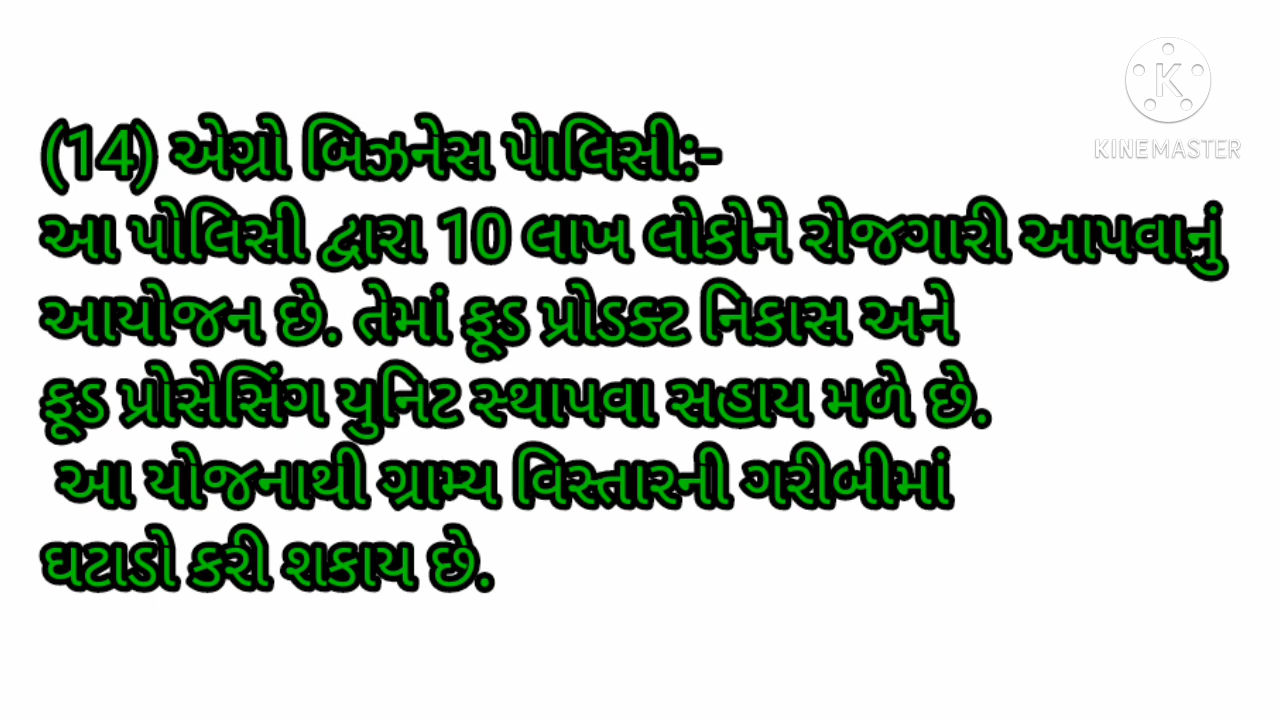 K
KINEMASTER
(14) એગ્રો બિઝનેસ પોલિસી:-
આ પોલિસી દ્વારા 10 લાખ લોકોને રોજગારી આપવાનું
આયોજન છે. તેમાં ફૂડ પ્રોડક્ટ નિકાસ અને
ફૂડ પ્રોસેસિંગ યુનિટ સ્થાપવા સહાય મળે છે.
આ યોજનાથી ગ્રામ્ય વિસ્તારની ગરીબીમાં
ઘટાડો કરી શકાય છે.